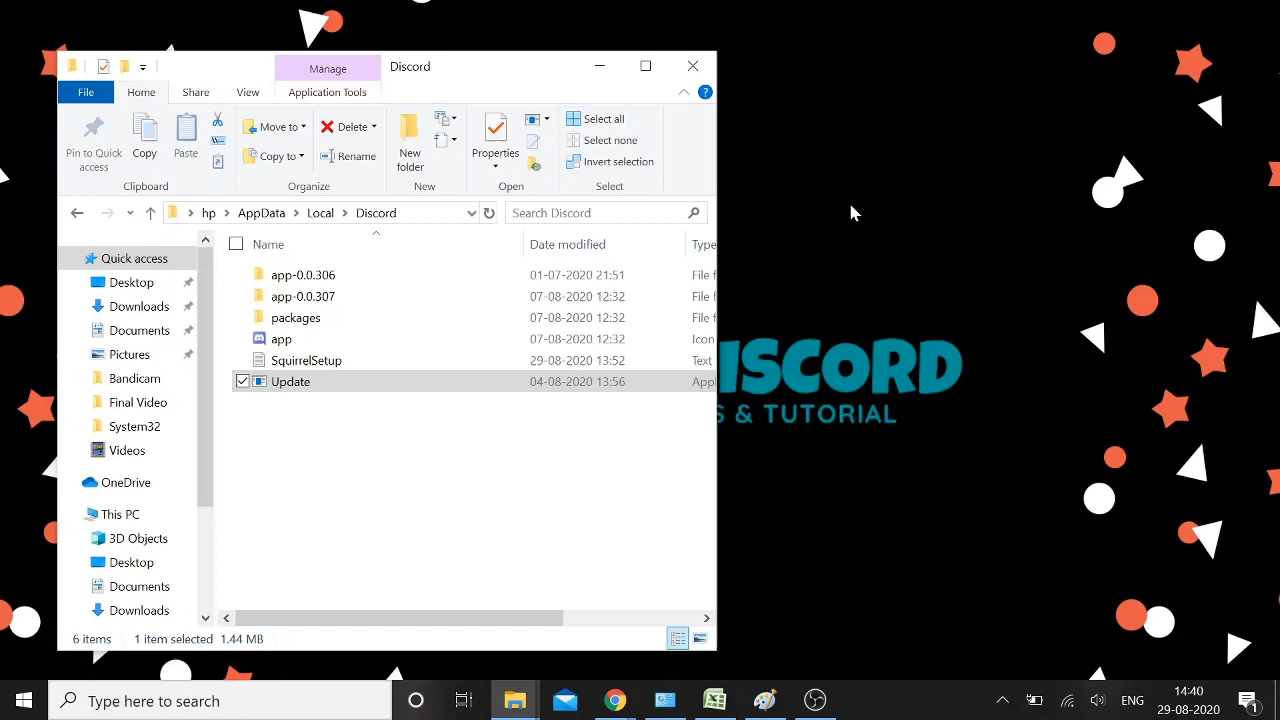 Manage
Discord
File
Home
Share
View
Application Tools
?
Pin to Quick
access
Copy
Paste
Move to
Copy to
Delete
Rename
New
folder
Properties
Select all
Select none
Invert selection
Clipboard
Organize
New
Open
Select
hp
AppData
Local
Discord
Search Discord
Quick access
Desktop
Downloads
Documents
Pictures
Bandicam
Final Video
System32
Videos
OneDrive
This PC
3D Objects
Desktop
Documents
Downloads
Name Date modified Type
app-0.0.306 01-07-2020 21:51 File f
app-0.0.307 07-08-2020 12:32 File f
packages 07-08-2020 12:32 File f
app 07-08-2020 12:32 Icon
SquirrelSetup 29-08-2020 13:52 Text
Update 04-08-2020 13:56 Appl
6 items 1 item selected 1.44 MB
ISCORD
S & TUTORIAL
Type here to search
ENG
14:40
29-08-2020
1